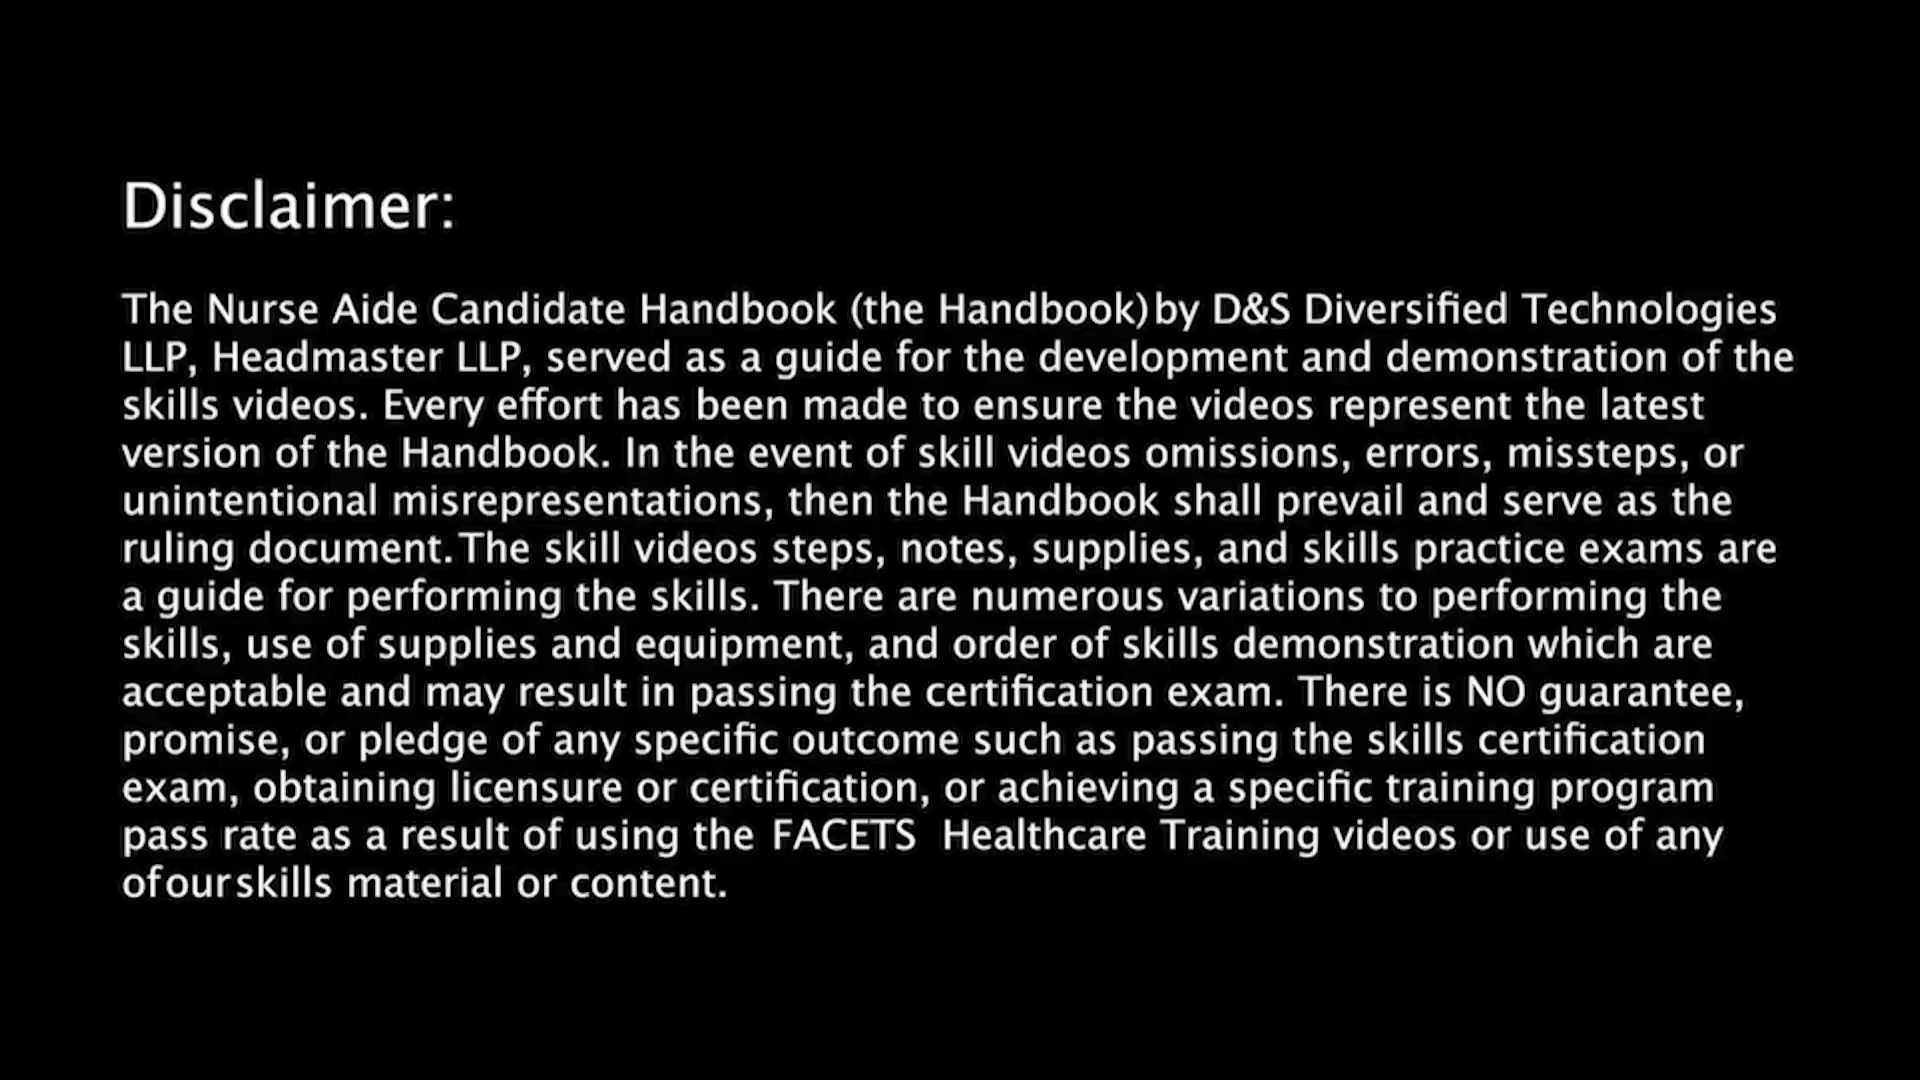 Disclaimer:
The Nurse Aide Candidate Handbook (the Handbook) by D&S Diversified Technologies
LLP, Headmaster LLP, served as a guide for the development and demonstration of the
skills videos. Every effort has been made to ensure the videos represent the latest
version of the Handbook. In the event of skill videos omissions, errors, missteps, or
unintentional misrepresentations, then the Handbook shall prevail and serve as the
ruling document. The skill videos steps, notes, supplies, and skills practice exams are
a guide for performing the skills. There are numerous variations to performing the
skills, use of supplies and equipment, and order of skills demonstration which are
acceptable and may result in passing the certification exam. There is NO guarantee,
promise, or pledge of any specific outcome such as passing the skills certification
exam, obtaining licensure or certification, or achieving a specific training program
pass rate as a result of using the FACETS  Healthcare Training videos or use of any
of our skills material or content.